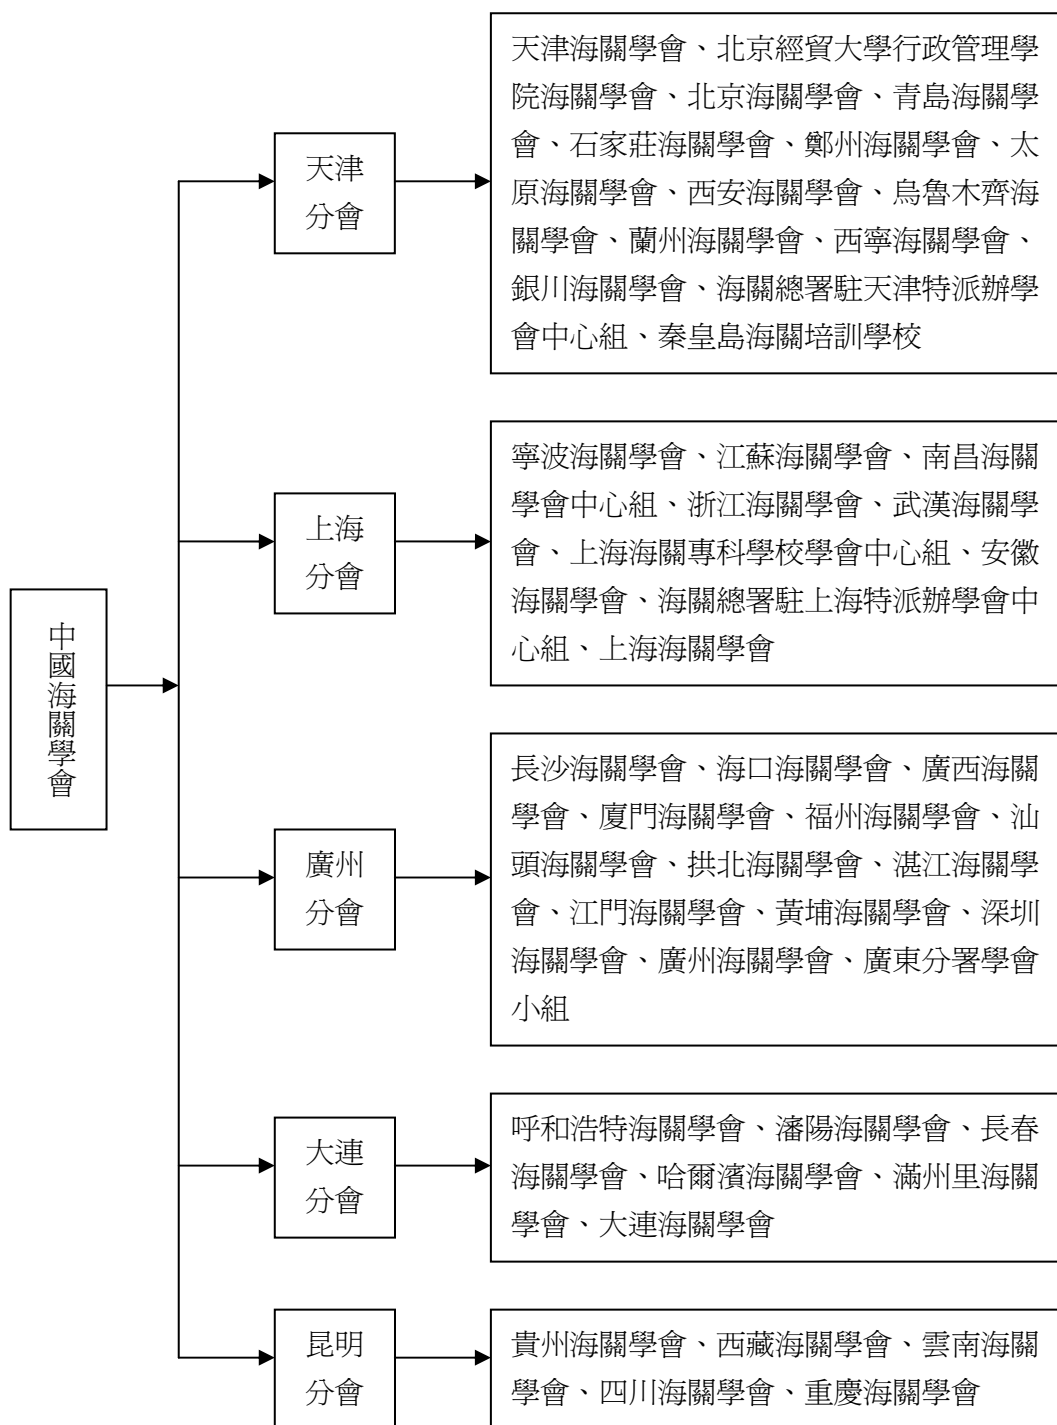 中國海關學會
天津
分會
天津海關學會、北京經貿大學行政管理學
院海關學會、北京海關學會、青島海關學
會、石家莊海關學會、鄭州海關學會、太
原海關學會、西安海關學會、烏魯木齊海
關學會、蘭州海關學會、西寧海關學會、
銀川海關學會、海關總署駐天津特派辦學
會中心組、秦皇島海關培訓學校
上海
分會
寧波海關學會、江蘇海關學會、南昌海關
學會中心組、浙江海關學會、武漢海關學
會、上海海關專科學校學會中心組、安徽
海關學會、海關總署駐上海特派辦學會中
心組、上海海關學會
廣州
分會
長沙海關學會、海口海關學會、廣西海關
學會、廈門海關學會、福州海關學會、汕
頭海關學會、拱北海關學會、湛江海關學
會、江門海關學會、黃埔海關學會、深圳
海關學會、廣州海關學會、廣東分署學會
小組
大連
分會
呼和浩特海關學會、瀋陽海關學會、長春
海關學會、哈爾濱海關學會、滿州里海關
學會、大連海關學會
昆明
分會
貴州海關學會、西藏海關學會、雲南海關
學會、四川海關學會、重慶海關學會